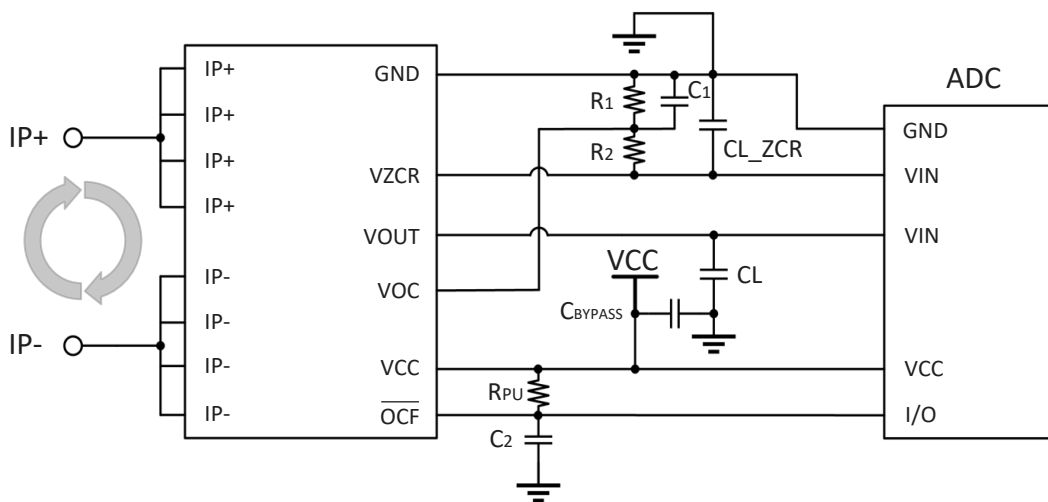 IP+
IP-
IP+
IP+
IP+
IP+
IP-
IP-
IP-
IP-
GND
VZCR
VOUT
VOC
VCC
OCF
R1
C1
R2
CL_ZCR
VCC
CL
CBYPASS
RPU
C2
ADC
GND
VIN
VIN
VCC
I/O